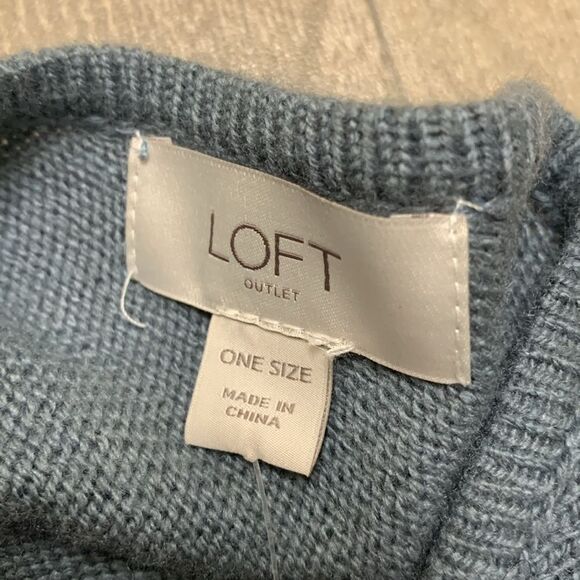 LOFT
OUTLET
ONE SIZE
MADE IN
CHINA